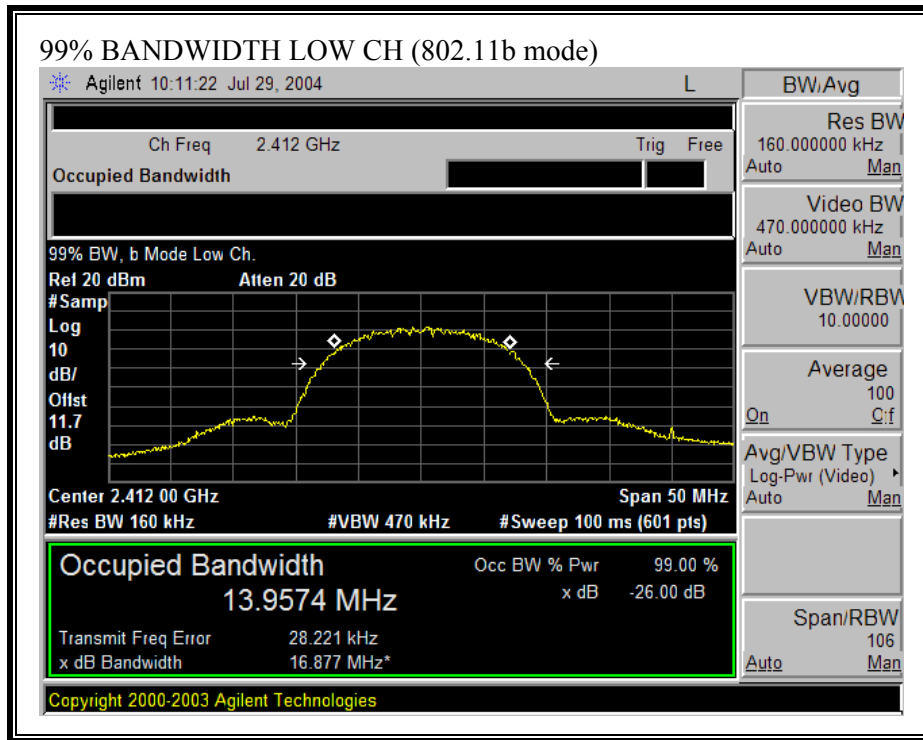 99% BANDWIDTH LOW CH (802.11b mode)
Agilent 10:11:22 Jul 29, 2004 L
Ch Freq 2.412 GHz Trig Free
Occupied Bandwidth
99% BW, b Mode Low Ch.
Ref 20 dBm Atten 20 dB
#Samp
Log
10
dB/
Offst
11.7
dB
Center 2.412 00 GHz Span 50 MHz
#Res BW 160 kHz #VBW 470 kHz #Sweep 100 ms (601 pts)
Occupied Bandwidth
13.9574 MHz
Occ BW % Pwr 99.00 %
x dB -26.00 dB
Transmit Freq Error 28.221 kHz
x dB Bandwidth 16.877 MHz*
Copyright 2000-2003 Agilent Technologies
BW/Avg
Res BW
160.000000 kHz
Auto Man
Video BW
470.000000 kHz
Auto Man
VBW/RBW
10.00000
Average
100
On Off
Avg/VBW Type
Log-Pwr (Video)
Auto Man
Span/RBW
106
Auto Man